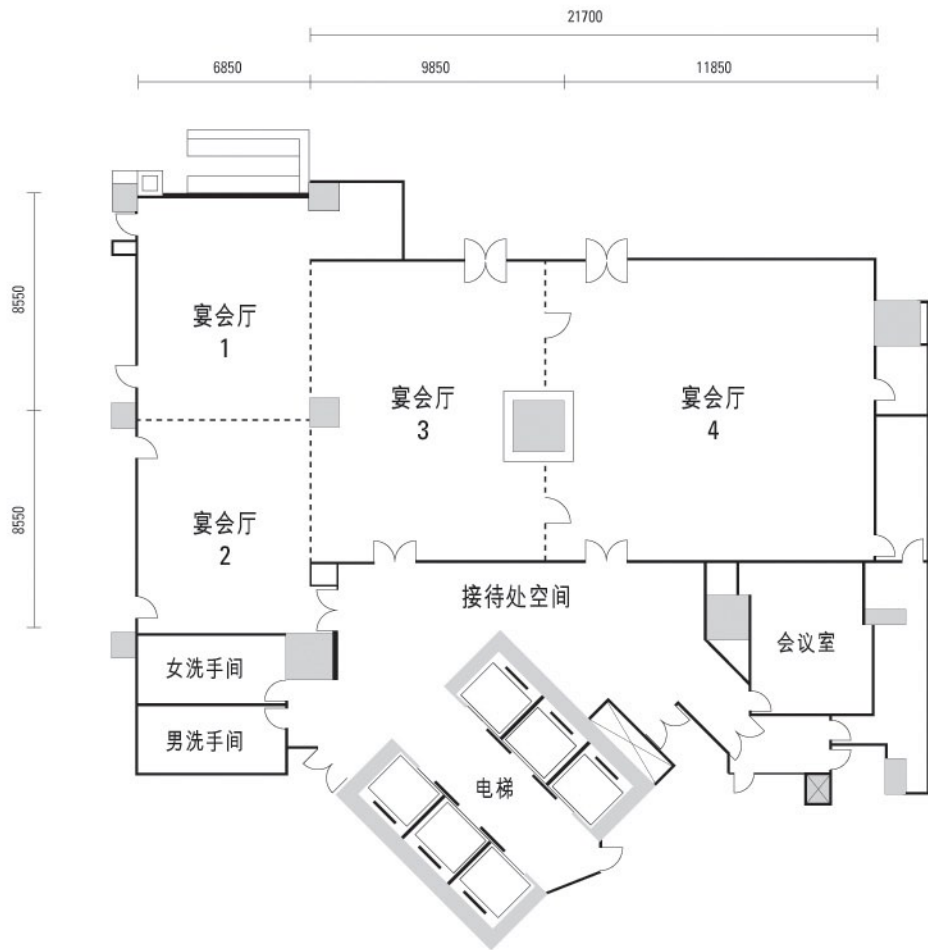 21700
6850
9850
11850
8550
8550
宴会厅
1
宴会厅
2
宴会厅
3
宴会厅
4
接待处空间
会议室
女洗手间
男洗手间
电梯